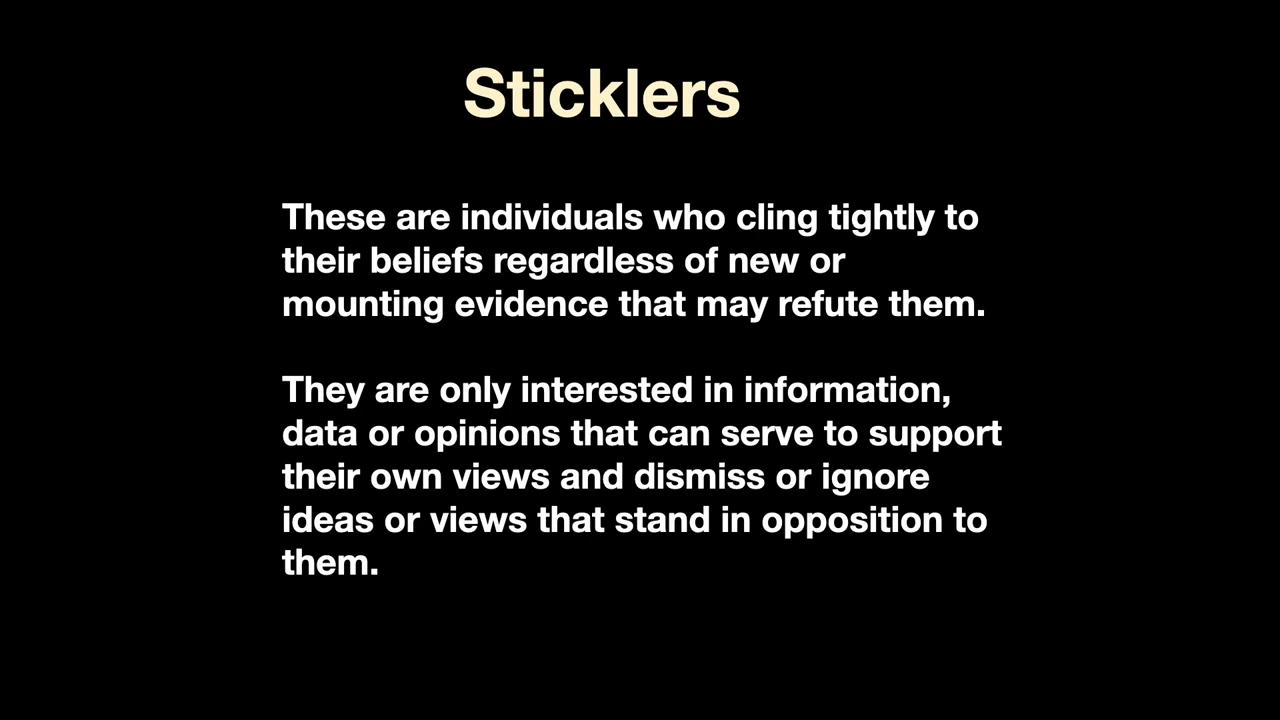 Sticklers
These are individuals who cling tightly to
their beliefs regardless of new or
mounting evidence that may refute them.
They are only interested in information,
data or opinions that can serve to support
their own views and dismiss or ignore
ideas or views that stand in opposition to
them.